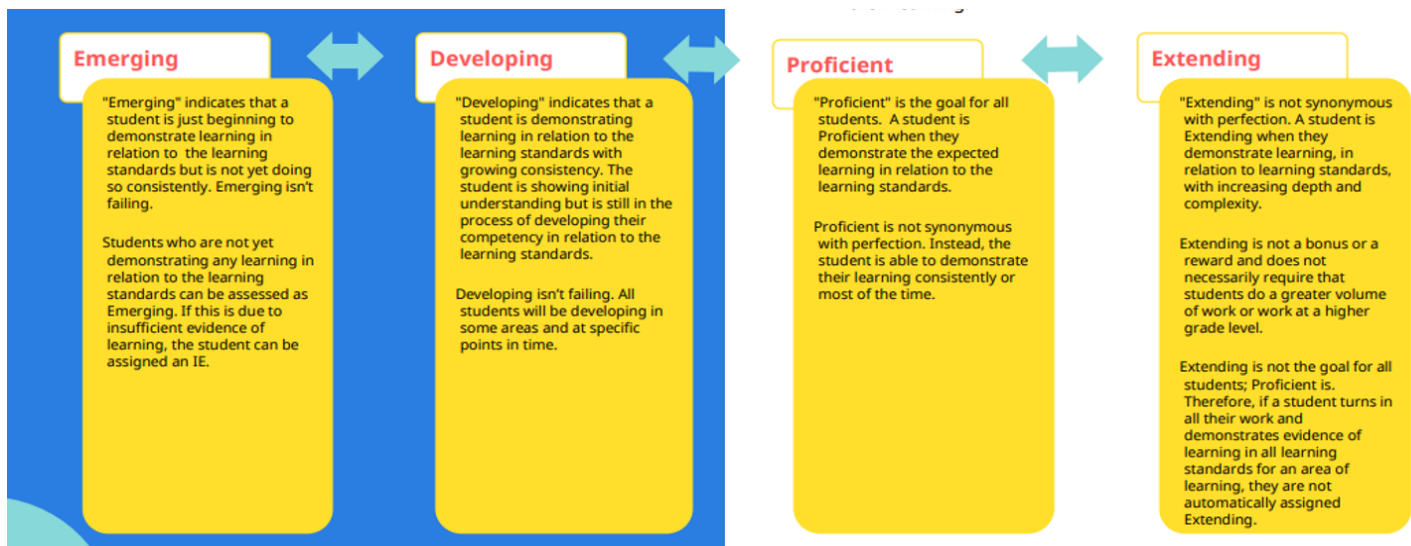 Emerging
"Emerging" indicates that a
student is just beginning to
demonstrate learning in
relation to the learning
standards but is not yet doing
so consistently. Emerging isn't
failing.
Students who are not yet
demonstrating any learning in
relation to the learning
standards can be assessed as
Emerging. If this is due to
insufficient evidence of
learning, the student can be
assigned an IE.
Developing
"Developing" indicates that a
student is demonstrating
learning in relation to the
learning standards with
growing consistency. The
student is showing initial
understanding but is still in the
process of developing their
competency in relation to the
learning standards.
Developing isn't failing. All
students will be developing in
some areas and at specific
points in time.
Proficient
"Proficient" is the goal for all
students. A student is
Proficient when they
demonstrate the expected
learning in relation to the
learning standards.
Proficient is not synonymous
with perfection. Instead, the
student is able to demonstrate
their learning consistently or
most of the time.
Extending
"Extending" is not synonymous
with perfection. A student is
Extending when they
demonstrate learning, in
relation to learning standards,
with increasing depth and
complexity.
Extending is not a bonus or a
reward and does not
necessarily require that
students do a greater volume
of work or work at a higher
grade level.
Extending is not the goal for all
students; Proficient is.
Therefore, if a student turns in
all their work and
demonstrates evidence of
learning in all learning
standards for an area of
learning, they are not
automatically assigned
Extending.